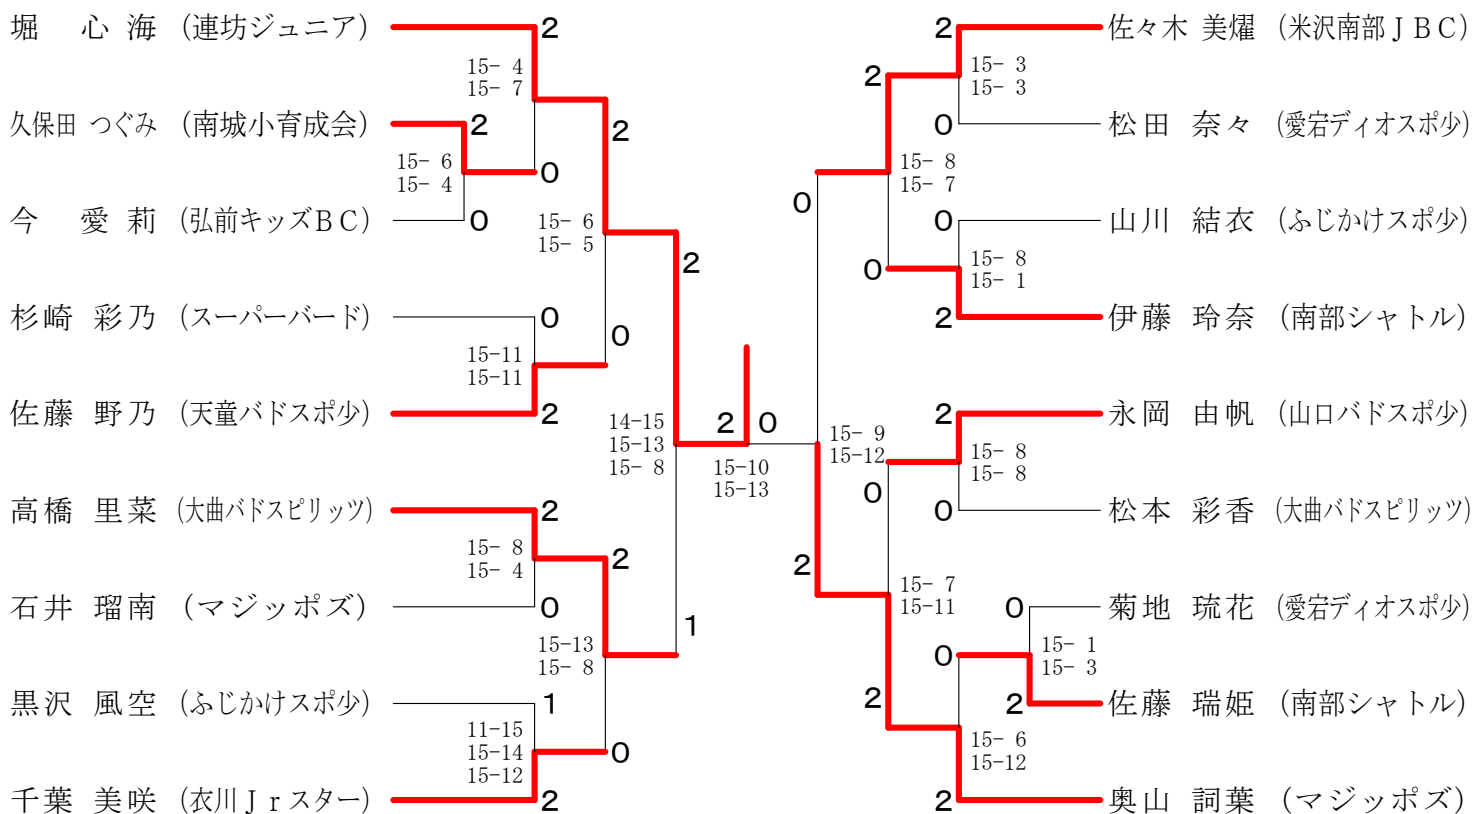 堀　心 海 (連坊ジュニア) 2
15- 4
15- 7
久保田 つぐみ (南城小育成会) 2
2
15- 6
15- 4
0
今　愛 莉 (弘前キッズＢＣ) 0
15- 6
15- 5
2
杉崎 彩乃 (スーパーバード) 0
0
15-11
15-11
佐藤 野乃 (天童バドスポ少) 2
14-15
15-13
15- 8
高橋 里菜 (大曲バドスピリッツ) 2
15- 8
15- 4
2
石井 瑠南 (マジッポズ) 0
1
15-13
15- 8
黒沢 風空 (ふじかけスポ少) 1
11-15
15-14
15-12
0
千葉 美咲 (衣川Ｊｒスター) 2
2 0
15-10
15-13
2 佐々木 美燿 (米沢南部ＪＢＣ)
2
15- 3
15- 3
0 松田 奈々 (愛宕ディオスポ少)
15- 8
15- 7
0
0 山川 結衣 (ふじかけスポ少)
0
15- 8
15- 1
2 伊藤 玲奈 (南部シャトル)
2 永岡 由帆 (山口バドスポ少)
15- 9
15-12
15- 8
15- 8
0
0 松本 彩香 (大曲バドスピリッツ)
2
15- 7
15-11
0 菊地 琉花 (愛宕ディオスポ少)
0
15- 1
15- 3
2
2 佐藤 瑞姫 (南部シャトル)
15- 6
15-12
2 奥山 詞葉 (マジッポズ)